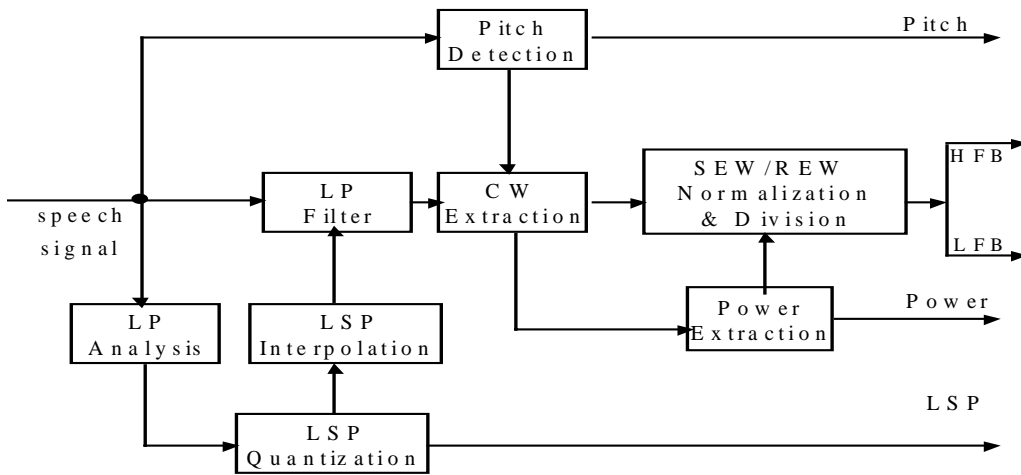 Pitch
Detection
Pitch
HFB
SEW/REW
Normalization
& Division
LP
Filter
CW
Extraction
speech
signal
LFB
Power
Extraction
Power
LP
Analysis
LSP
Interpolation
LSP
LSP
Quantization